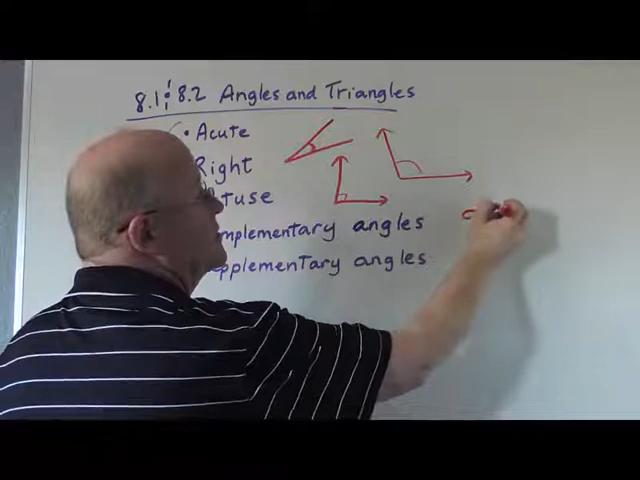 8.1 & 8.2 Angles and Triangles
• Acute
Right
tuse
mplementary angles
pplementary angles